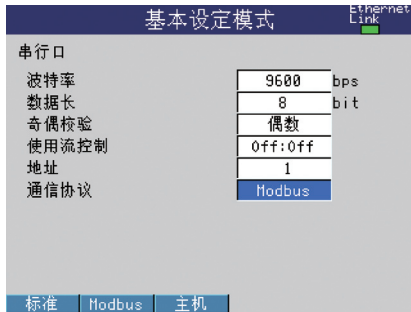 基本设定模式
Ethernet
Link
串行口
波特率 9600 bps
数据长 8 bit
奇偶校验 偶数
使用流控制 Off:Off
地址 1
通信协议 Modbus
标准 Modbus 主机